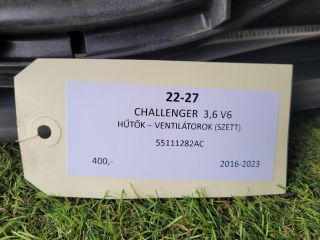 22-27
CHALLENGER 3,6 V6
HŰTŐK – VENTILÁTOROK (SZETT)
55111282AC
400,- 2016-2023